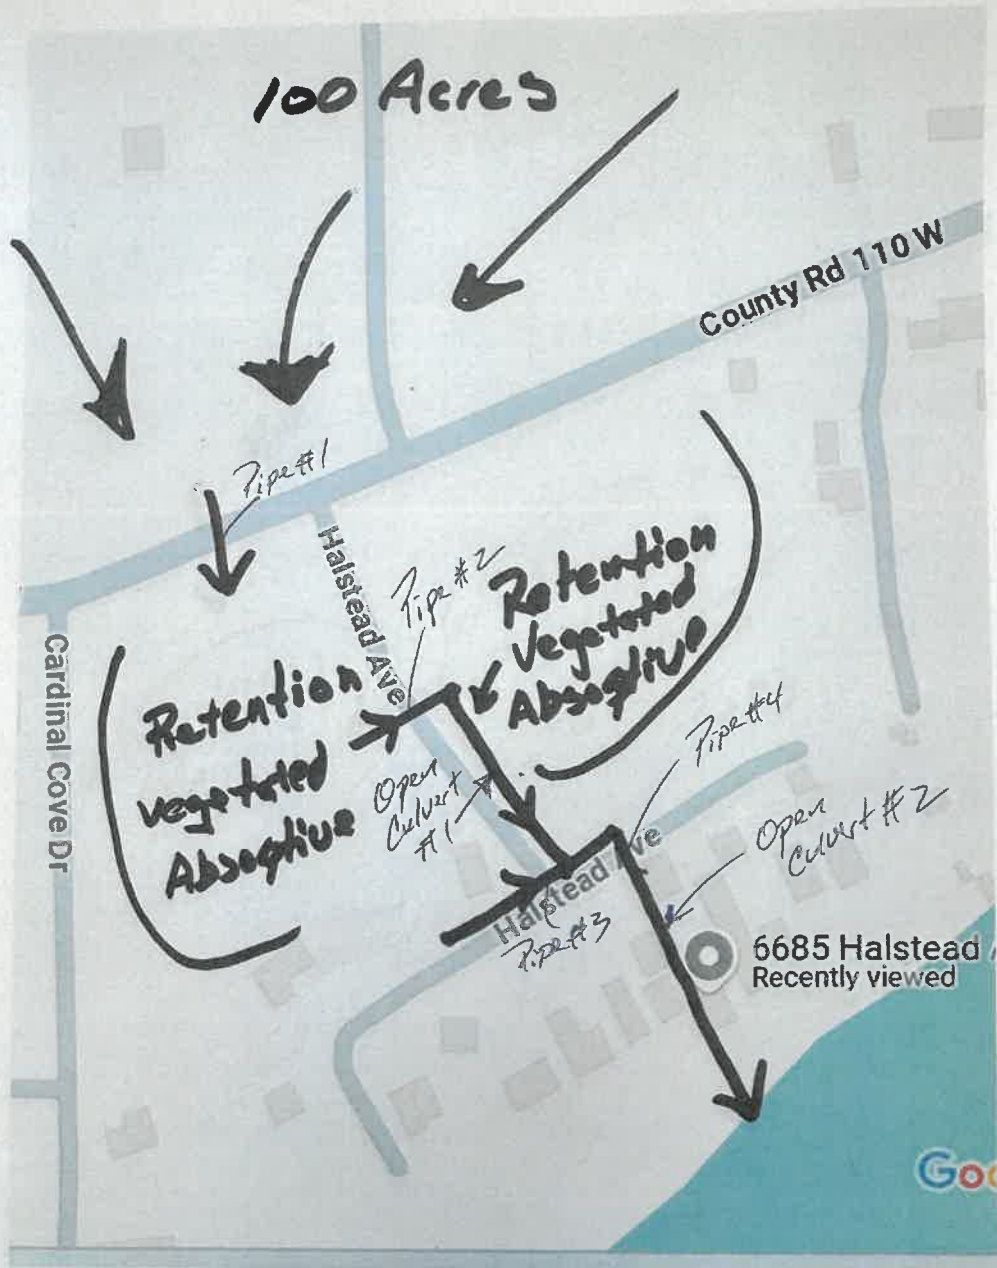 100 Acres
County Rd 110 W
Pipe #1
Halstead Ave
Pipe #2
Retention
Vegetated
Absorptive
Cardinal Cove Dr
Retention
vegetated
Absorptive
Open
Culvert
#1
Pipe #4
Open
Culvert #2
Halstead Ave
Pipe #3
6685 Halstead A
Recently viewed
Goo